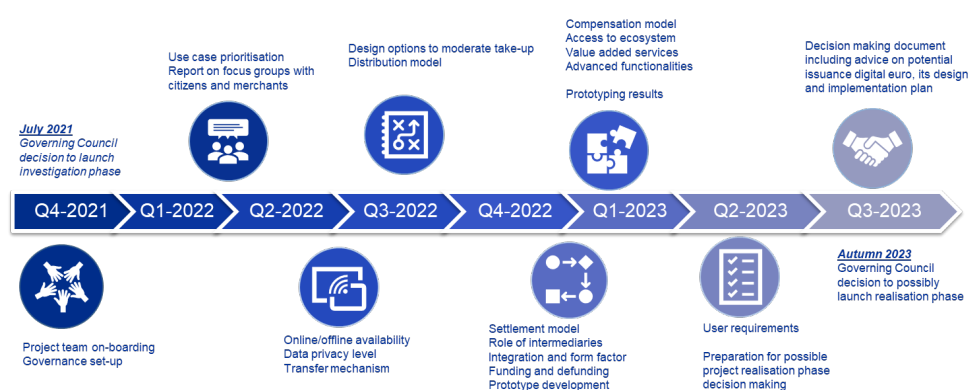 July 2021
Governing Council
decision to launch
investigation phase
Use case prioritisation
Report on focus groups with
citizens and merchants
Design options to moderate take-up
Distribution model
Compensation model
Access to ecosystem
Value added services
Advanced functionalities
Prototyping results
Decision making document
including advice on potential
issuance digital euro, its design
and implementation plan
Q4-2021
Q1-2022
Q2-2022
Q3-2022
Q4-2022
Q1-2023
Q2-2023
Q3-2023
Project team on-boarding
Governance set-up
Online/offline availability
Data privacy level
Transfer mechanism
Settlement model
Role of intermediaries
Integration and form factor
Funding and defunding
Prototype development
User requirements
Preparation for possible
project realisation phase
decision making
Autumn 2023
Governing Council
decision to possibly
launch realisation phase